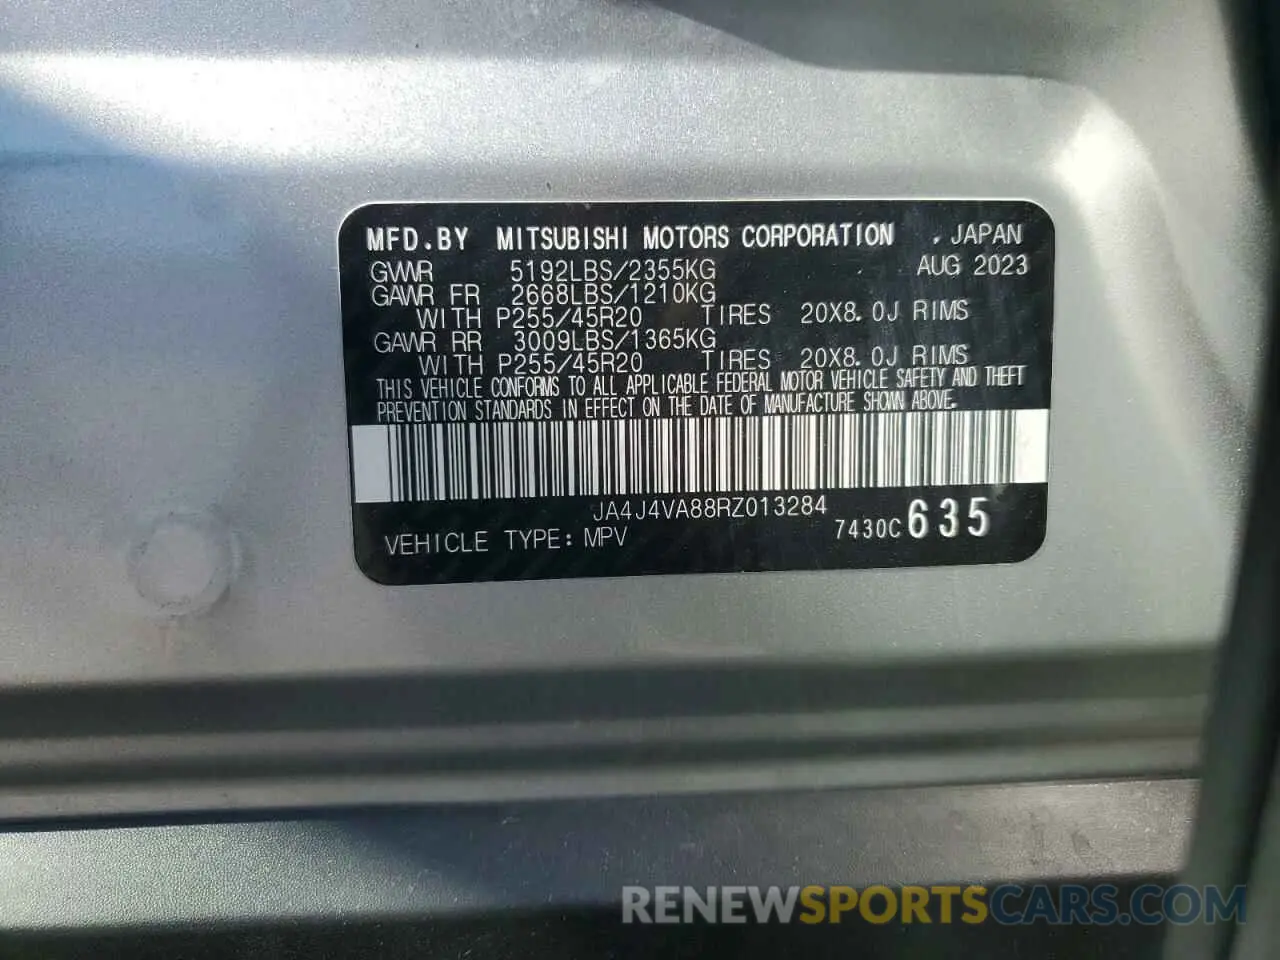 MFD.BY MITSUBISHI MOTORS CORPORATION , JAPAN
GVWR 5192LBS/2355KG AUG 2023
GAWR FR 2668LBS/1210KG
WITH P255/45R20 TIRES 20X8.0J RIMS
GAWR RR 3009LBS/1365KG
WITH P255/45R20 TIRES 20X8.0J RIMS
THIS VEHICLE CONFORMS TO ALL APPLICABLE FEDERAL MOTOR VEHICLE SAFETY AND THEFT
PREVENTION STANDARDS IN EFFECT ON THE DATE OF MANUFACTURE SHOWN ABOVE.
JA4J4VA88RZ013284
VEHICLE TYPE: MPV 7430C 635
RENEWSPORTSCARS.COM